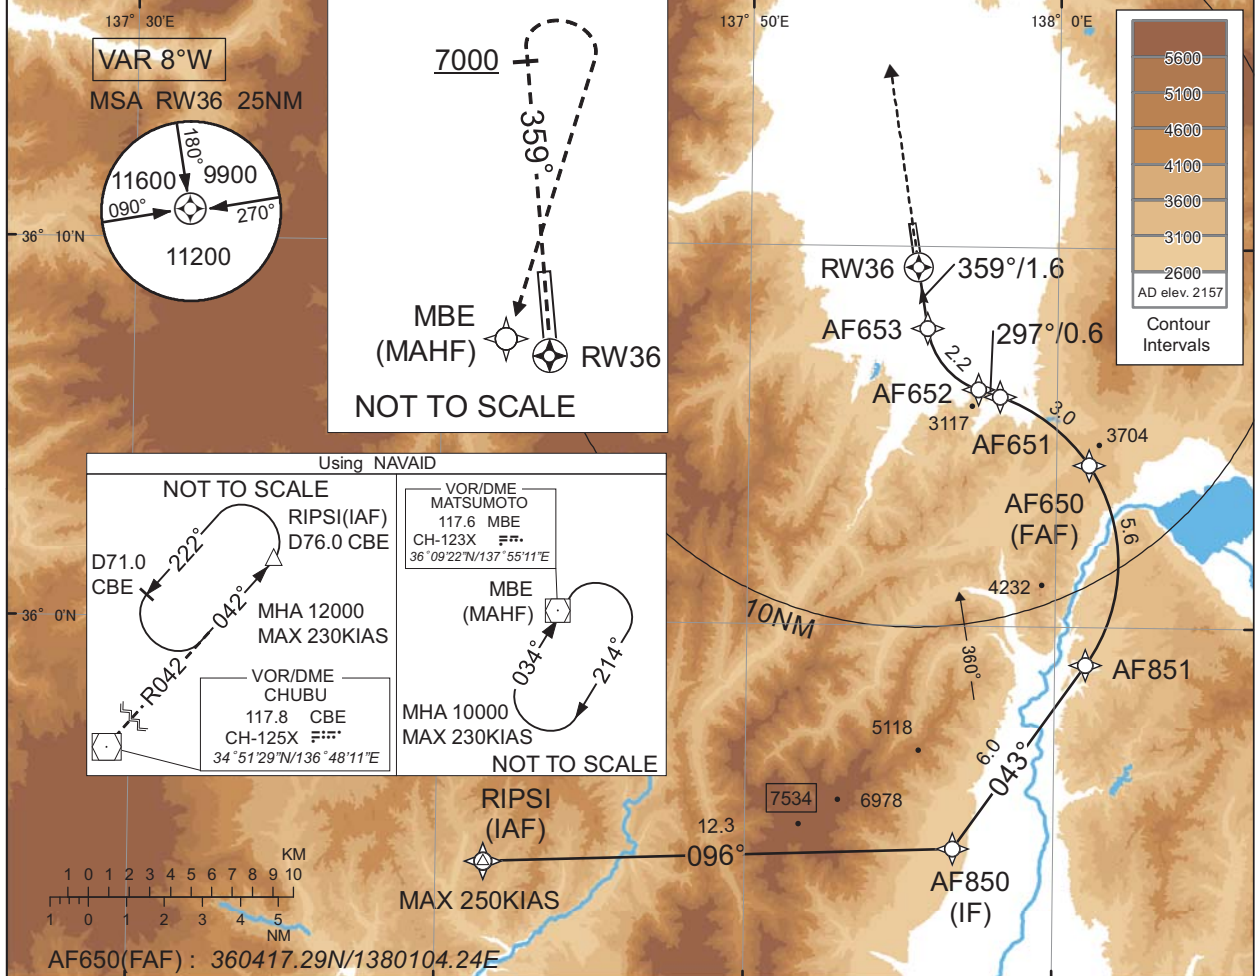 137° 30'E
137° 50'E
138° 0'E
VAR 8°W
MSA RW36 25NM
180°
11600
9900
090°
270°
11200
36° 10'N
7000
359°
MBE
(MAHF)
RW36
NOT TO SCALE
5600
5100
4600
4100
3600
3100
2600
AD elev. 2157
Contour
Intervals
RW36
359°/1.6
AF653
297°/0.6
2.2
AF652
3117
3.0
AF651
3704
AF650
(FAF)
5.6
4232
10NM
360°
AF851
5118
6.0
043°
7534
6978
Using NAVAID
NOT TO SCALE
RIPSI(IAF)
D76.0 CBE
222°
D71.0
CBE
042°
MHA 12000
MAX 230KIAS
R042
VOR/DME
CHUBU
117.8 CBE
CH-125X
34°51'29"N/136°48'11"E
VOR/DME
MATSUMOTO
117.6 MBE
CH-123X
36°09'22"N/137°55'11"E
MBE
(MAHF)
034°
214°
MHA 10000
MAX 230KIAS
NOT TO SCALE
36° 0'N
RIPSI
(IAF)
12.3
096°
MAX 250KIAS
AF850
(IF)
KM
1 0 1 2 3 4 5 6 7 8 9 10
1 0 1 2 3 4 5
NM
AF650(FAF) : 360417.29N/1380104.24E